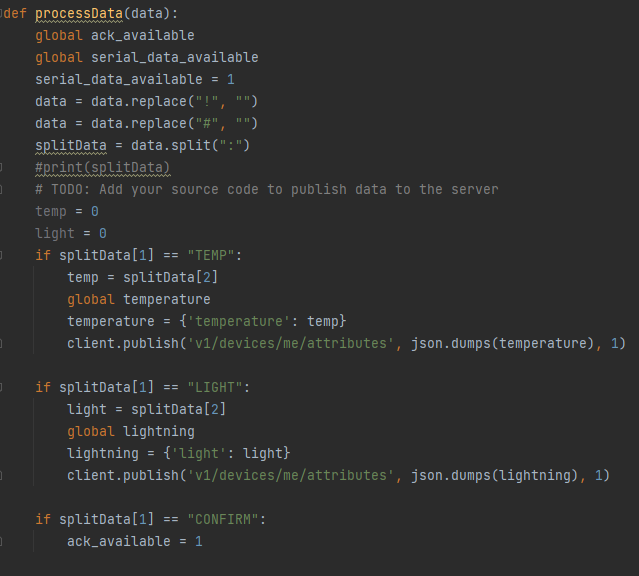 def processData(data):
    global ack_available
    global serial_data_available
    serial_data_available = 1
    data = data.replace("!", "")
    data = data.replace("#", "")
    splitData = data.split(":")
    #print(splitData)
    # TODO: Add your source code to publish data to the server
    temp = 0
    light = 0
    if splitData[1] == "TEMP":
        temp = splitData[2]
        global temperature
        temperature = {'temperature': temp}
        client.publish('v1/devices/me/attributes', json.dumps(temperature), 1)
    if splitData[1] == "LIGHT":
        light = splitData[2]
        global lightning
        lightning = {'light': light}
        client.publish('v1/devices/me/attributes', json.dumps(lightning), 1)
    if splitData[1] == "CONFIRM":
        ack_available = 1